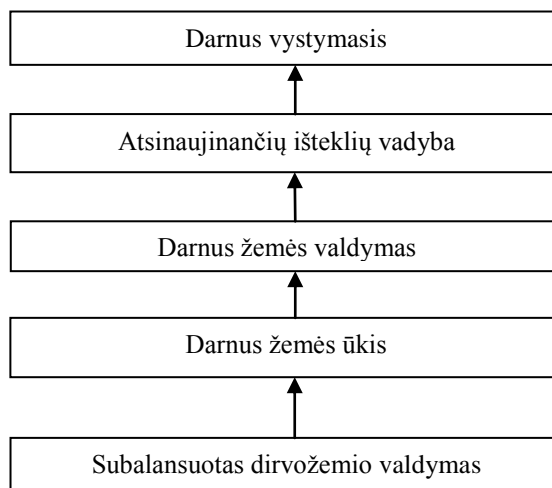 Darnus vystymasis
Atsinaujinančių išteklių vadyba
Darnus žemės valdymas
Darnus žemės ūkis
Subalansuotas dirvožemio valdymas